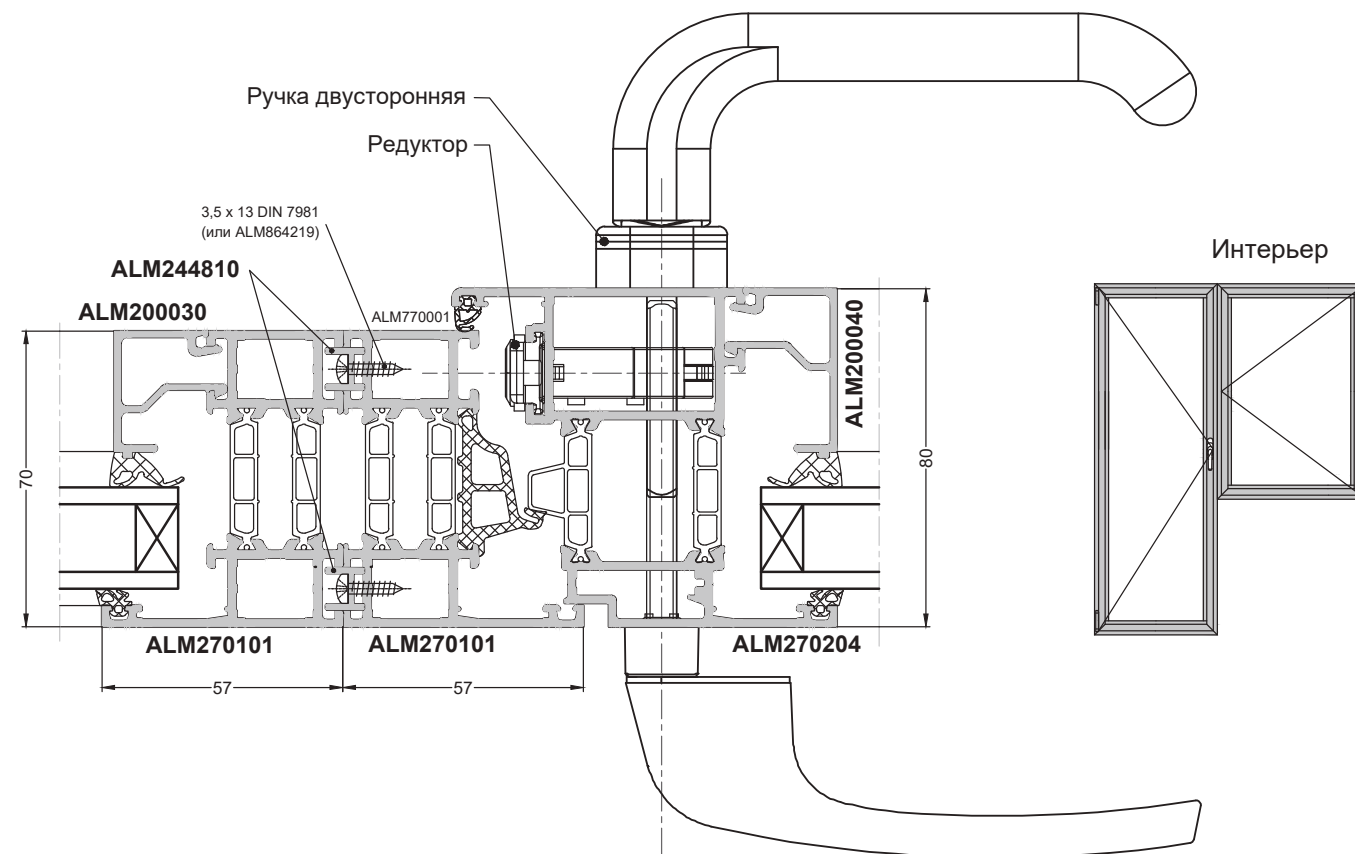 Ручка двусторонняя
Редуктор
3,5 x 13 DIN 7981
(или ALM864219)
ALM244810
ALM200030
ALM770001
Интерьер
ALM200040
70
80
ALM270101
ALM270101
ALM270204
57
57